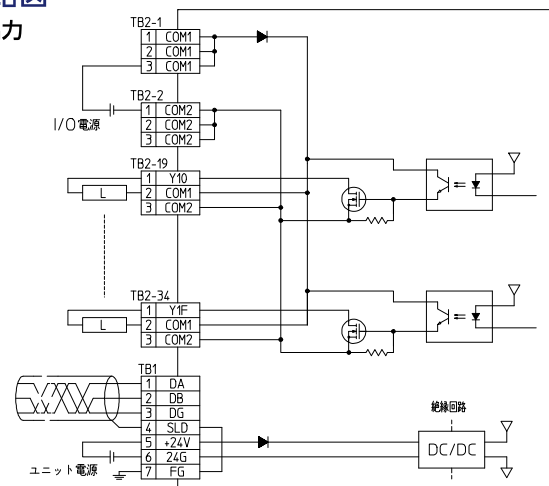 力
TB2-1
1 COM1
2 COM1
3 COM1
I/O電源
TB2-2
1 COM2
2 COM2
3 COM2
TB2-19
1 Y10
2 COM1
3 COM2
L
TB2-34
1 Y1F
2 COM1
3 COM2
L
TB1
1 DA
2 DB
3 DG
4 SLD
5 +24V
6 24G
7 FG
ユニット電源
絶縁回路
DC/DC